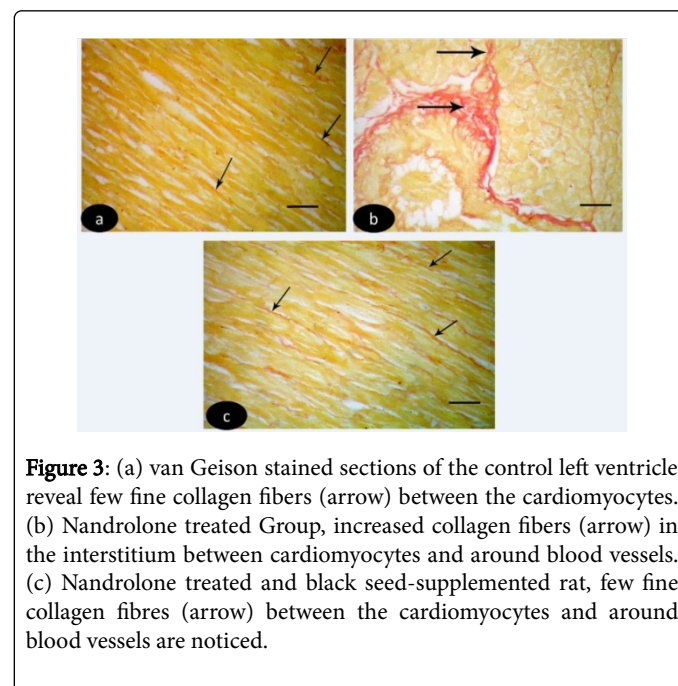 a
b
c
Figure 3: (a) van Geison stained sections of the control left ventricle
reveal few fine collagen fibers (arrow) between the cardiomyocytes.
(b) Nandrolone treated Group, increased collagen fibers (arrow) in
the interstitium between cardiomyocytes and around blood vessels.
(c) Nandrolone treated and black seed-supplemented rat, few fine
collagen fibres (arrow) between the cardiomyocytes and around
blood vessels are noticed.